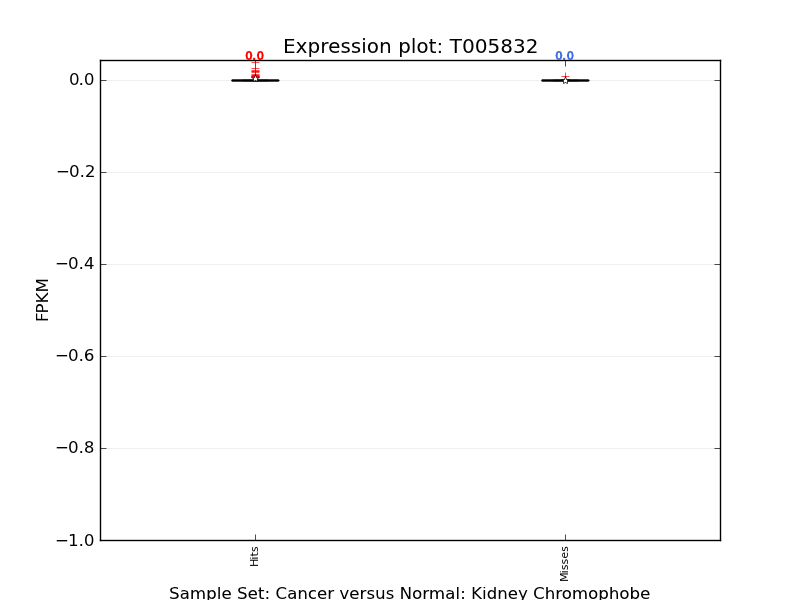 Expression plot: T005832
0.0
0.0
0.0
−0.2
−0.4
−0.6
−0.8
−1.0
FPKM
Hits
Misses
Sample Set: Cancer versus Normal: Kidney Chromophobe